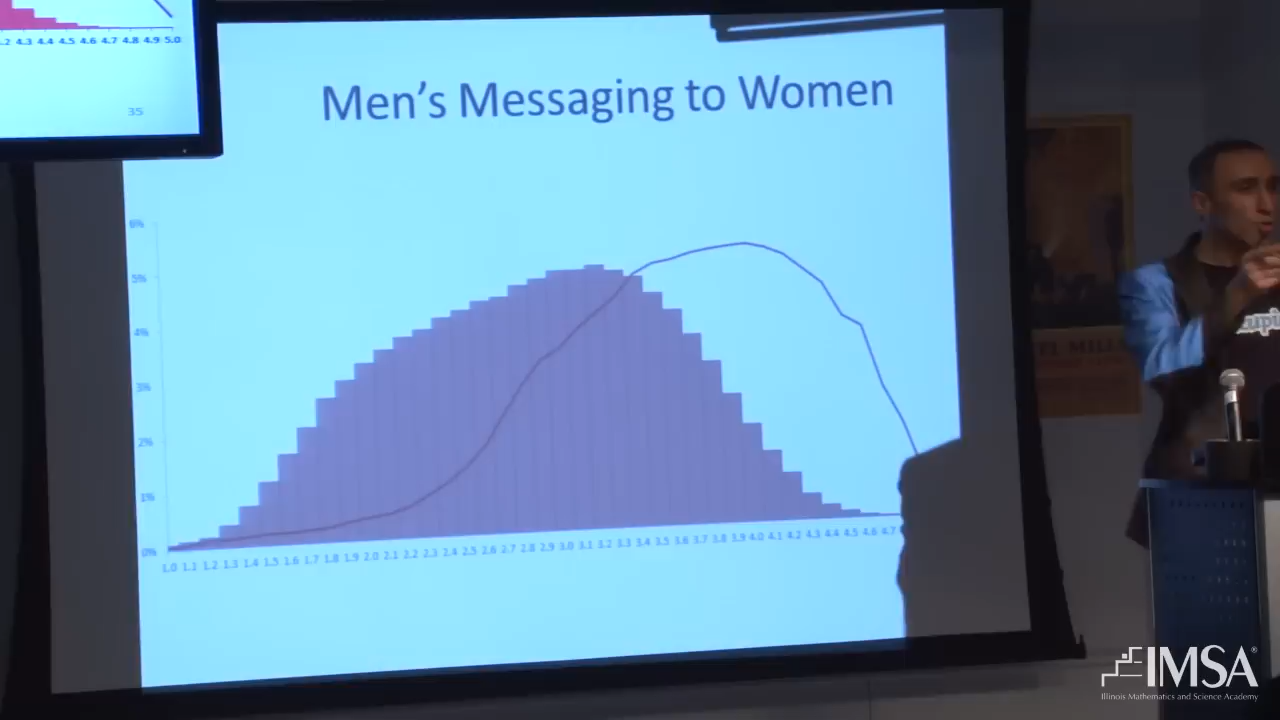 .2 4.3 4.4 4.5 4.6 4.7 4.8 4.9 5.0
35
Men's Messaging to Women
6%
5%
4%
3%
2%
1%
0%
1.0 1.1 1.2 1.3 1.4 1.5 1.6 1.7 1.8 1.9 2.0 2.1 2.2 2.3 2.4 2.5 2.6 2.7 2.8 2.9 3.0 3.1 3.2 3.3 3.4 3.5 3.6 3.7 3.8 3.9 4.0 4.1 4.2 4.3 4.4 4.5 4.6 4.7
IMSA®
Illinois Mathematics and Science Academy